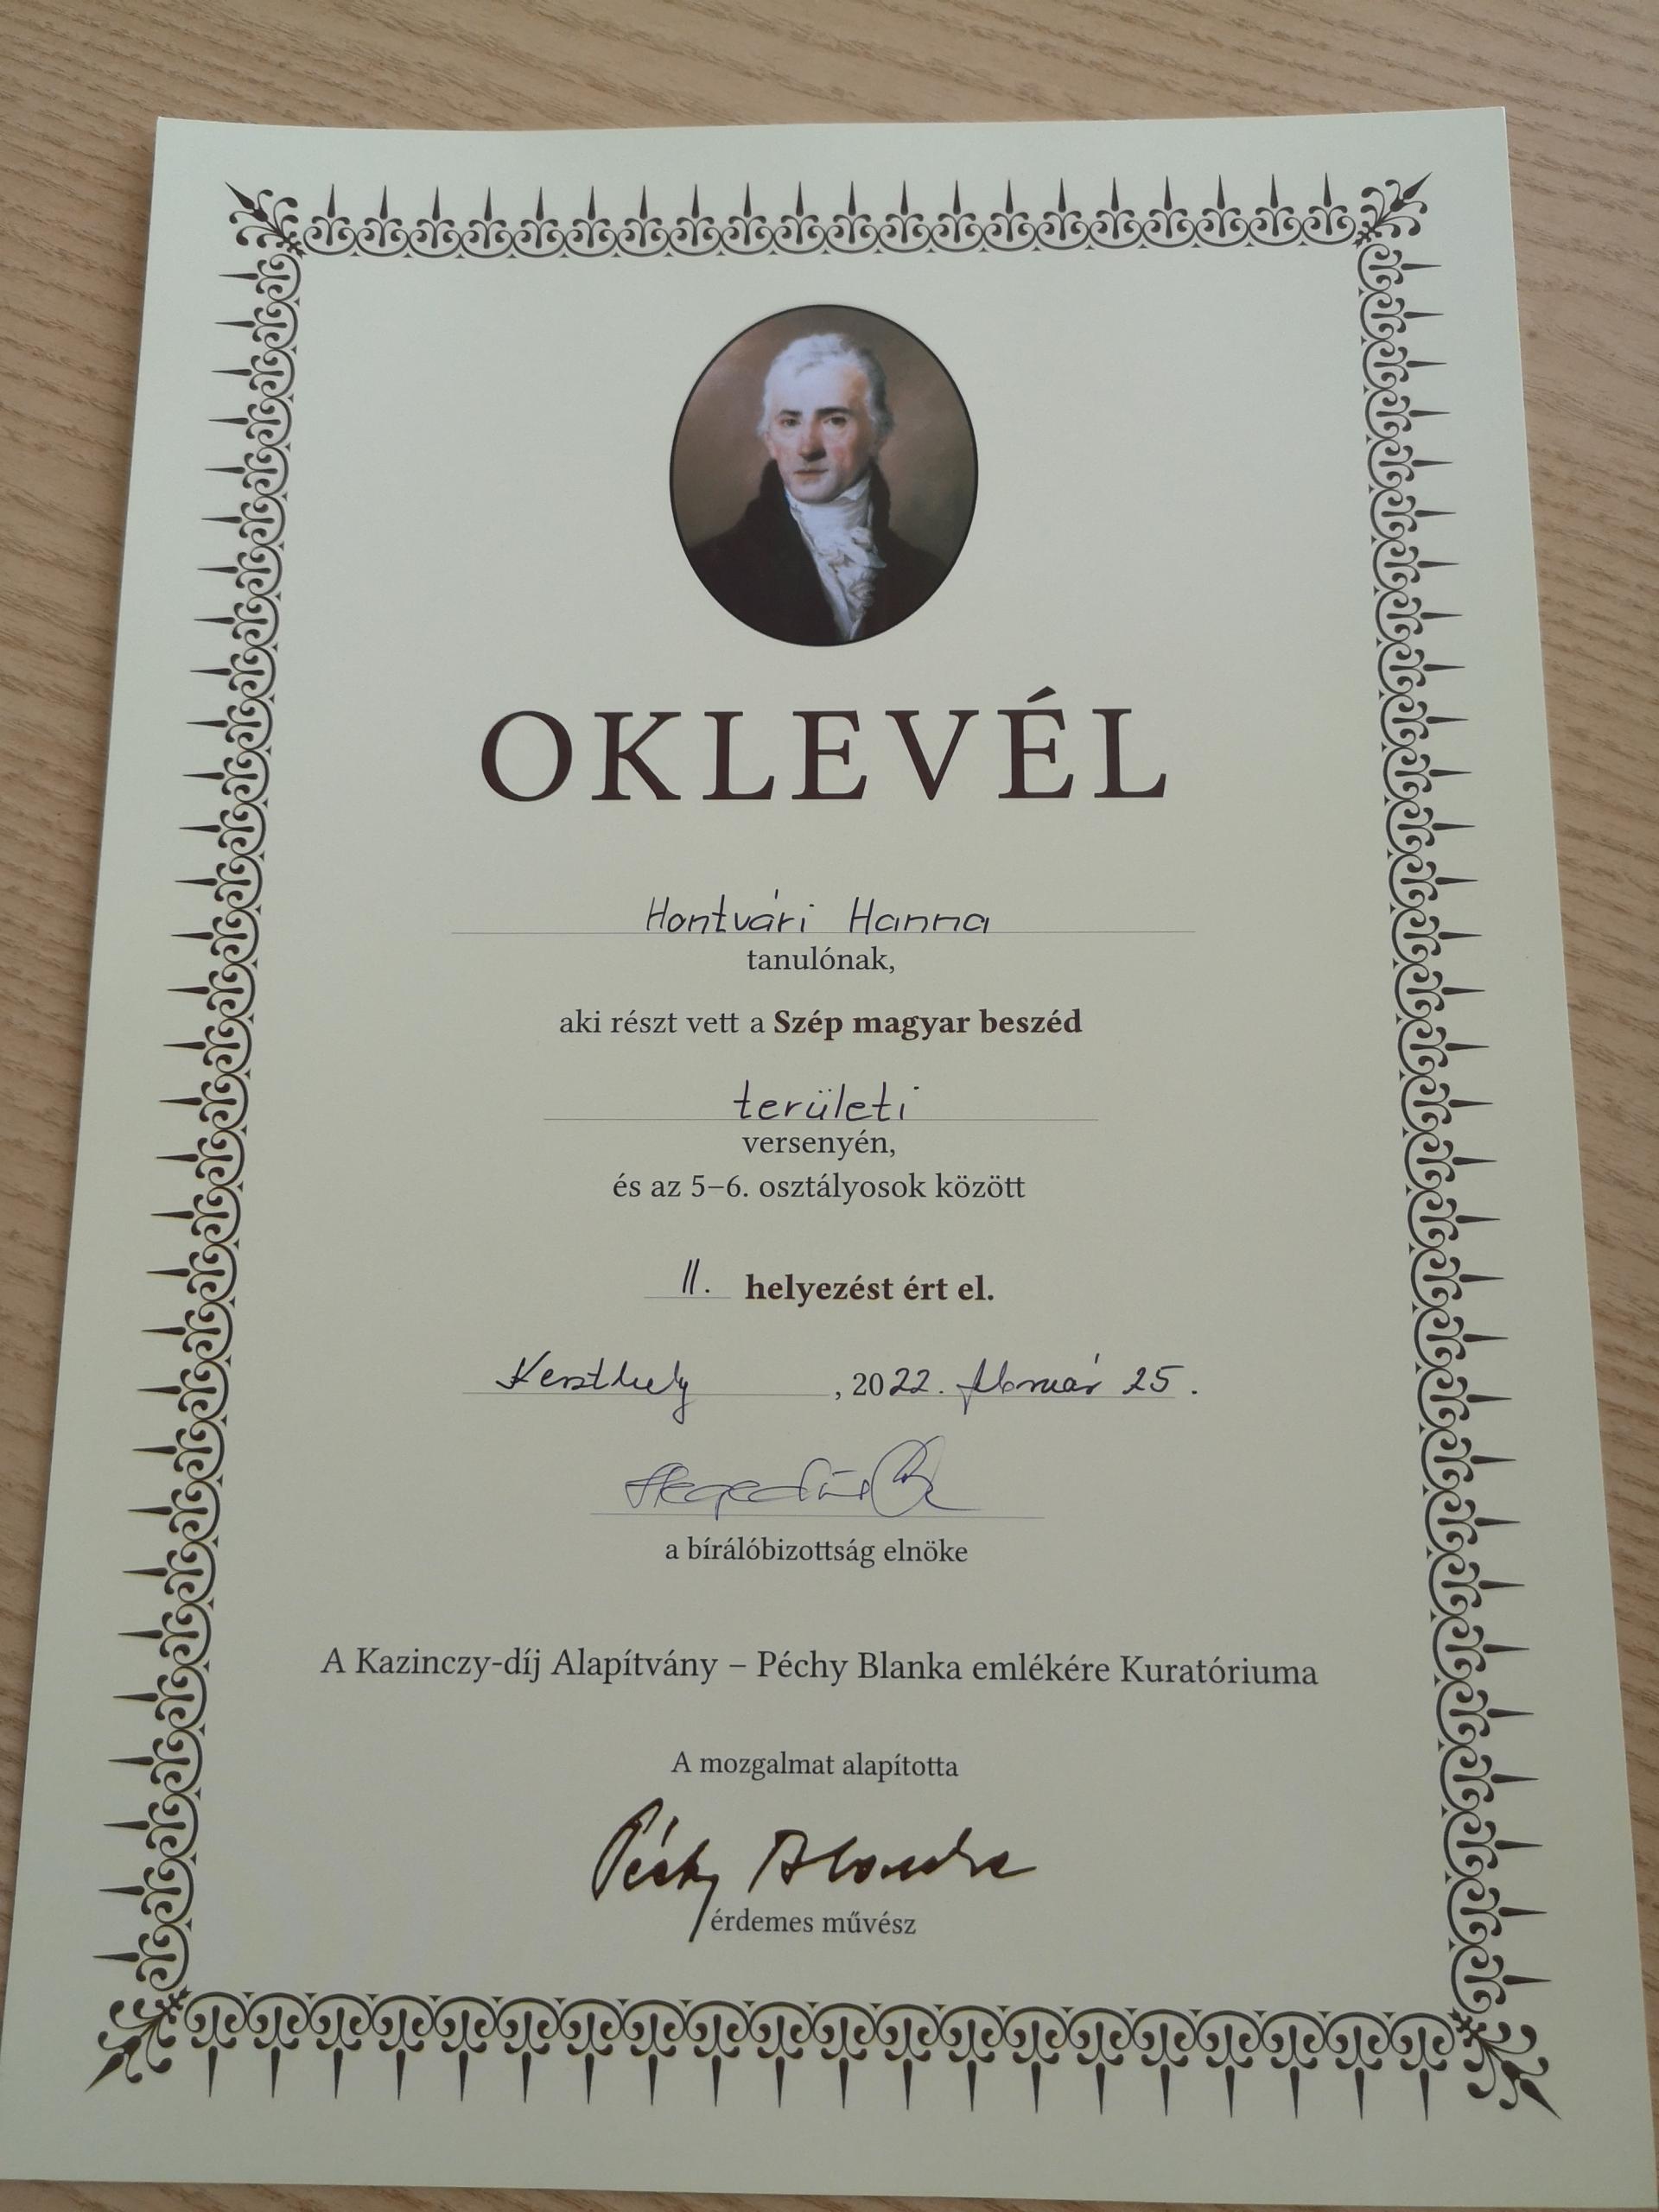 OKLEVÉL
Hontvári Hanna
tanulónak,
aki részt vett a Szép magyar beszéd
területi
versenyén,
és az 5–6. osztályosok között
II. helyezést ért el.
Keszthely, 2022. február 25.
a bírálóbizottság elnöke
A Kazinczy-díj Alapítvány – Péchy Blanka emlékére Kuratóriuma
A mozgalmat alapította
Péchy Blanka
érdemes művész